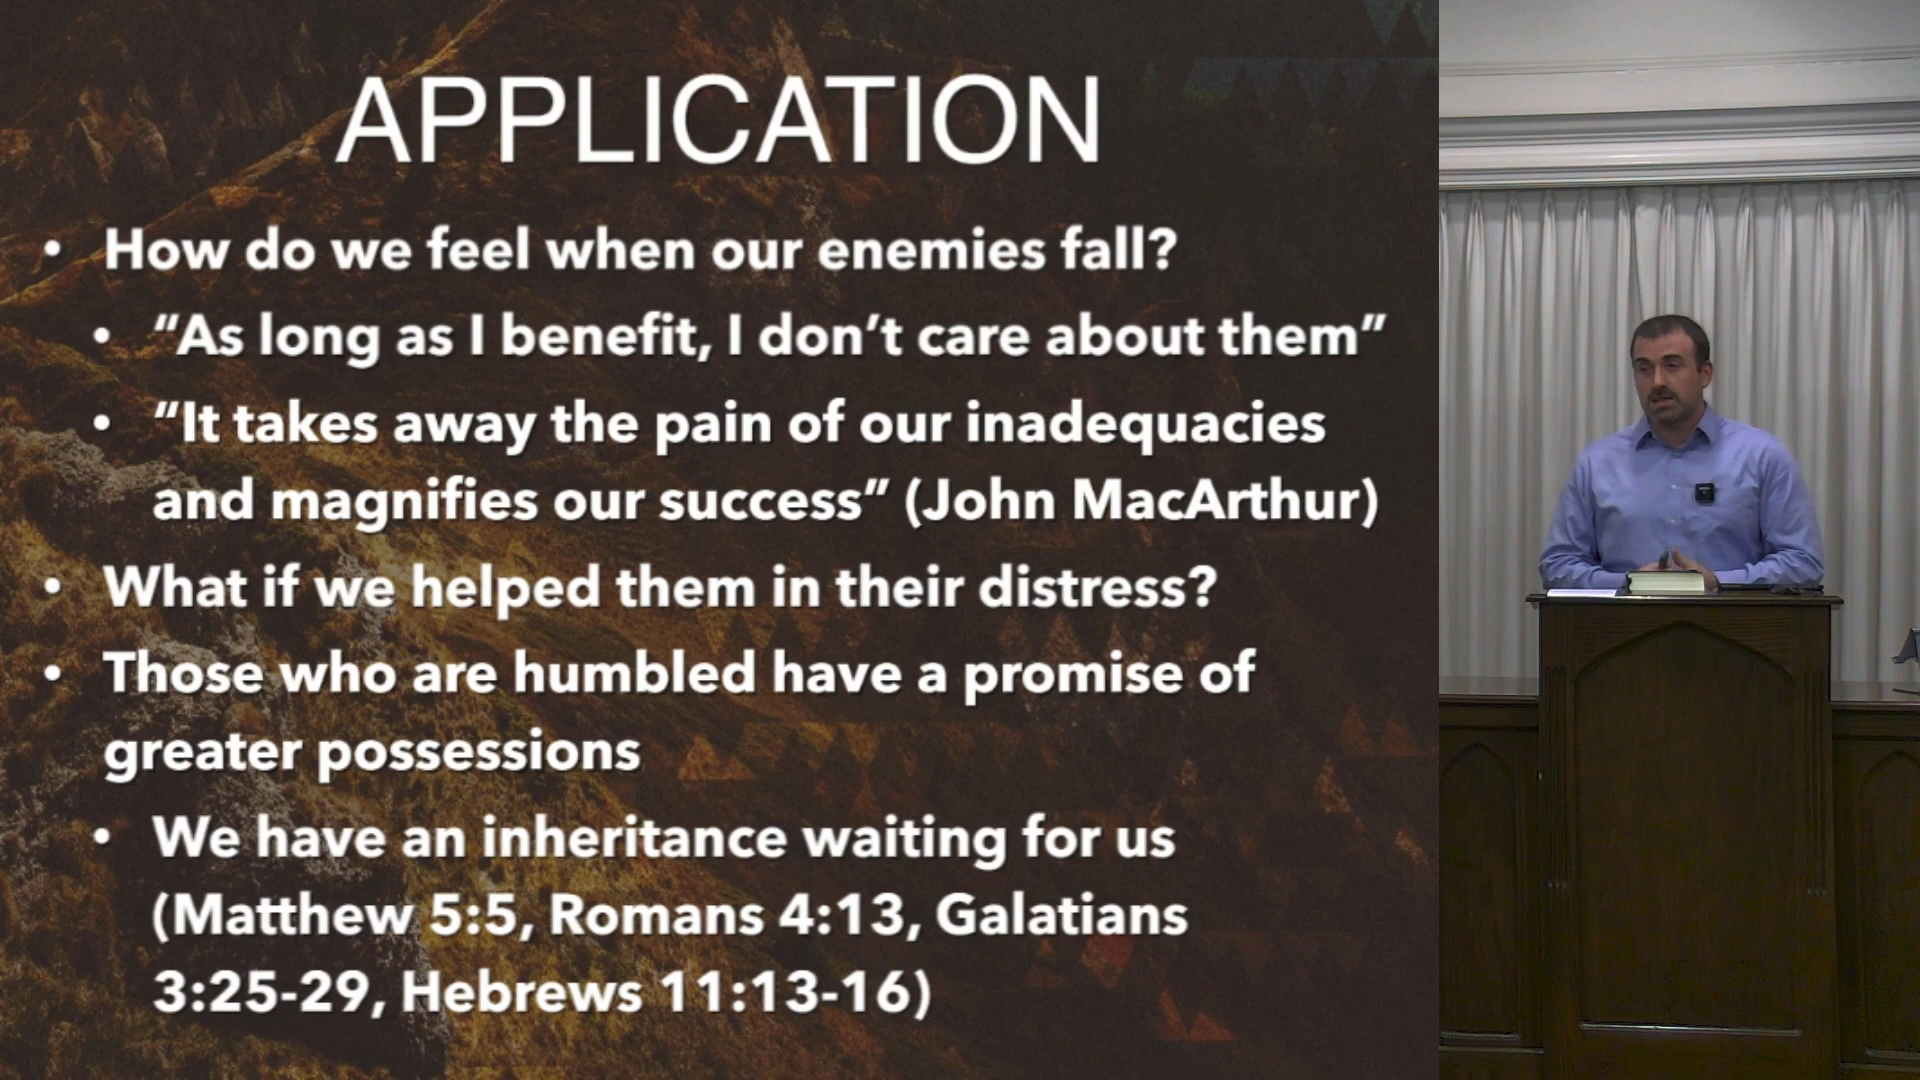 APPLICATION
• How do we feel when our enemies fall?
• “As long as I benefit, I don’t care about them”
• “It takes away the pain of our inadequacies
and magnifies our success” (John MacArthur)
• What if we helped them in their distress?
• Those who are humbled have a promise of
greater possessions
• We have an inheritance waiting for us
(Matthew 5:5, Romans 4:13, Galatians
3:25-29, Hebrews 11:13-16)